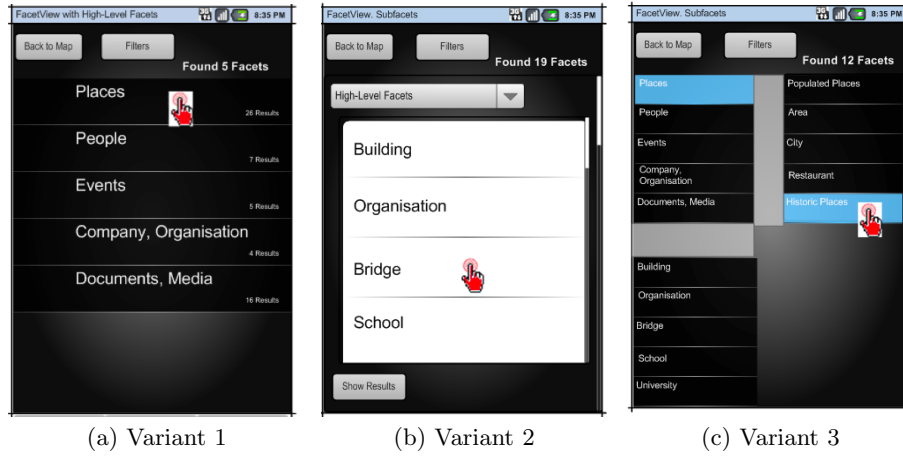 FacetView with High-Level Facets
8:35 PM
Back to Map
Filters
Found 5 Facets
Places
26 Results
People
7 Results
Events
5 Results
Company, Organisation
4 Results
Documents, Media
16 Results
(a) Variant 1
FacetView. Subfacets
8:35 PM
Back to Map
Filters
Found 19 Facets
High-Level Facets
Building
Organisation
Bridge
School
Show Results
(b) Variant 2
FacetView. Subfacets
8:35 PM
Back to Map
Filters
Found 12 Facets
Places
People
Events
Company,
Organisation
Documents, Media
Populated Places
Area
City
Restaurant
Historic Places
Building
Organisation
Bridge
School
University
(c) Variant 3